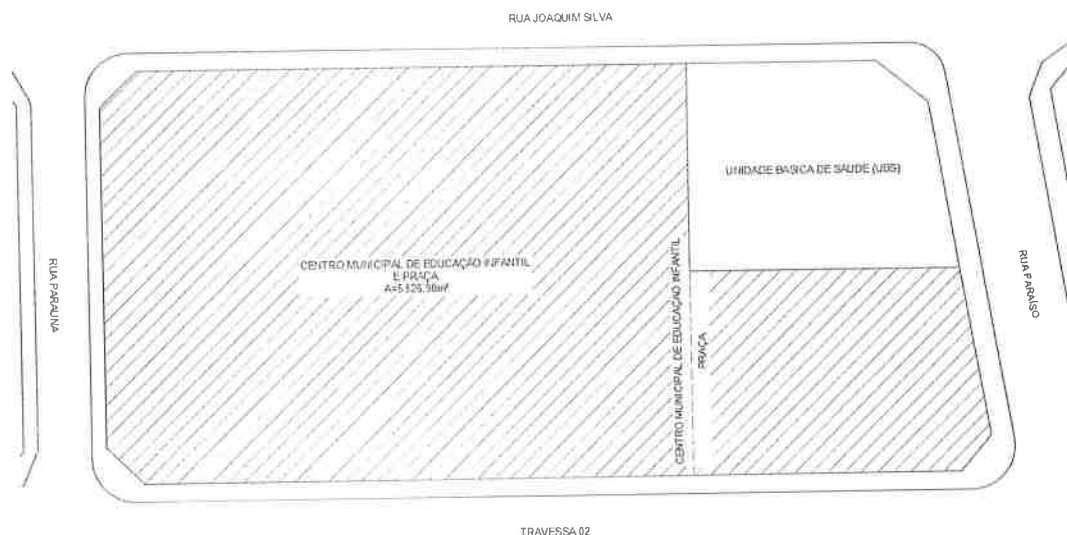 RUA JOAQUIM SILVA
UNIDADE BASICA DE SAUDE (UBS)
CENTRO MUNICIPAL DE EDUCAÇÃO INFANTIL
E PRAÇA
RUA PARAUNA
CENTRO MUNICIPAL DE EDUCAÇÃO INFANTIL
PRAÇA
RUA PARAÍSO
TRAVESSA 02